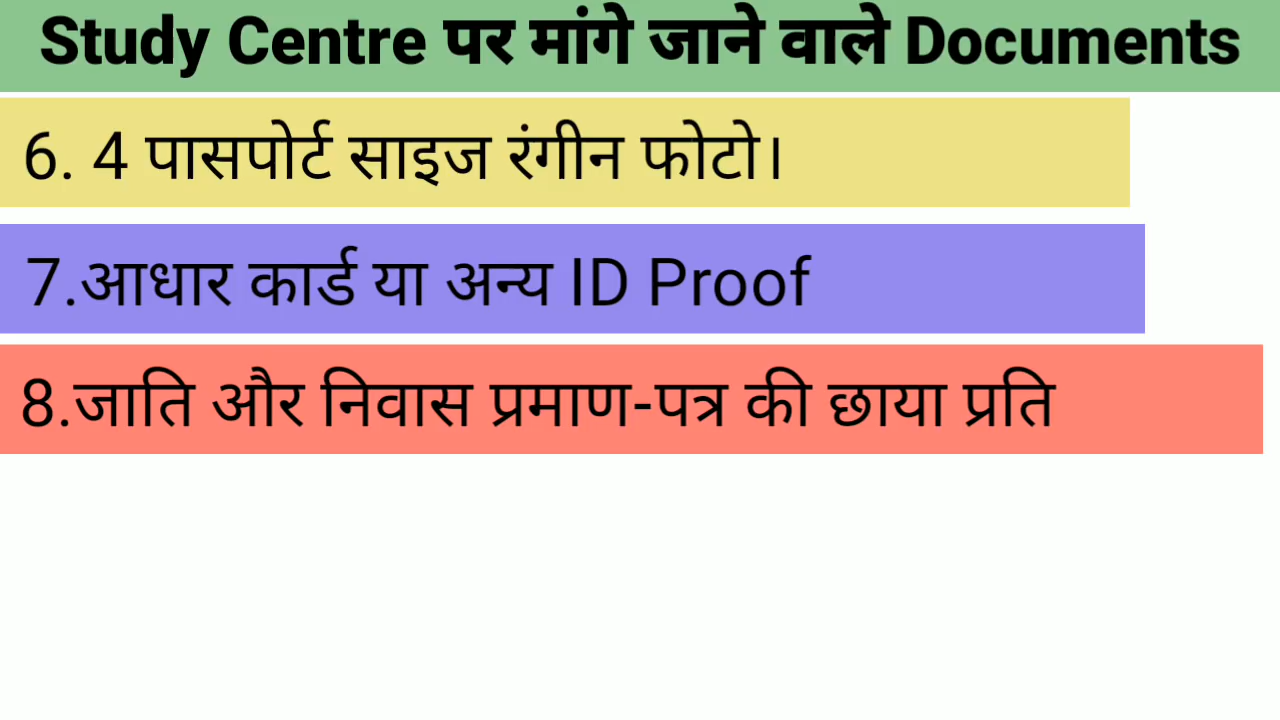 Study Centre पर मांगे जाने वाले Documents
6. 4 पासपोर्ट साइज रंगीन फोटो।
7.आधार कार्ड या अन्य ID Proof
8.जाति और निवास प्रमाण-पत्र की छाया प्रति